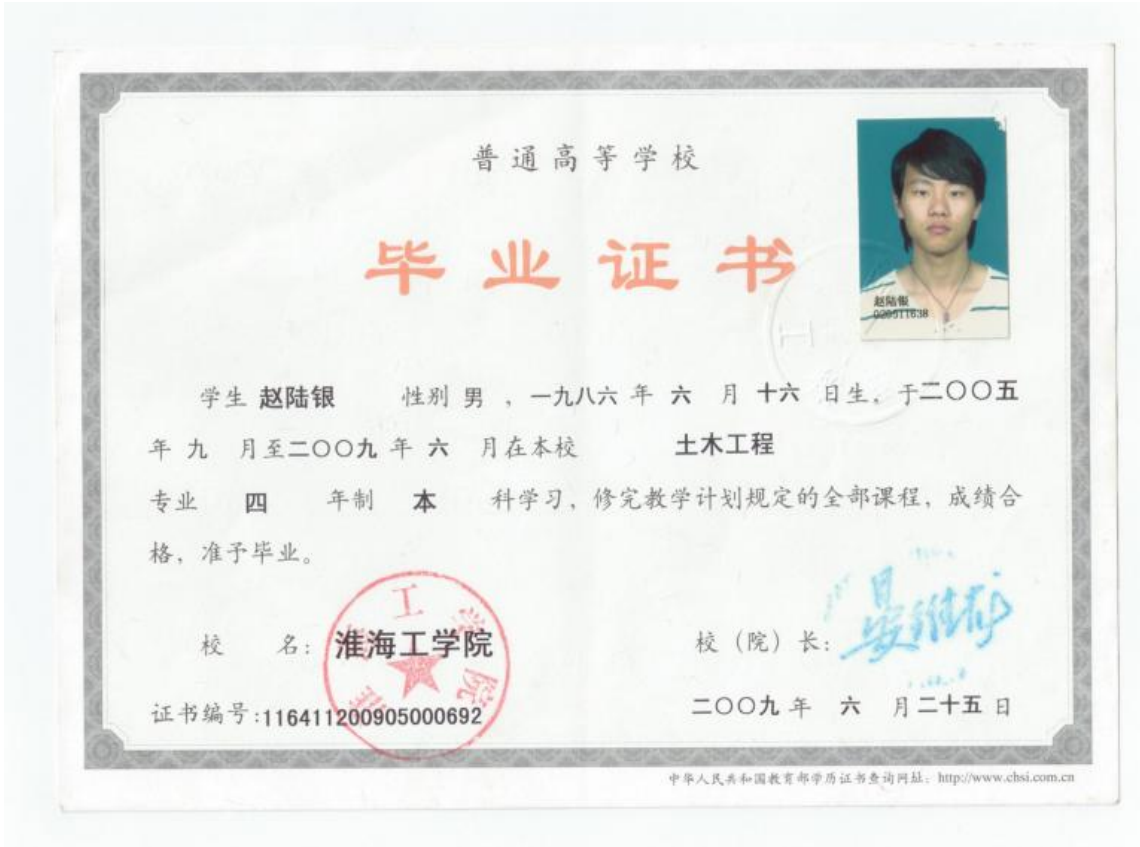 普通高等学校
毕业证书
赵陆银
020511638
学生 赵陆银 性别 男 ，一九八六 年 六 月 十六 日生，于二〇〇五
年 九 月至二〇〇九 年 六 月在本校 土木工程
专业 四 年制 本 科学习，修完教学计划规定的全部课程，成绩合
格，准予毕业。
校 名：淮海工学院
校（院）长：晏维龙
证书编号:116411200905000692
二〇〇九 年 六 月二十五日
中华人民共和国教育部学历证书查询网址：http://www.chsi.com.cn